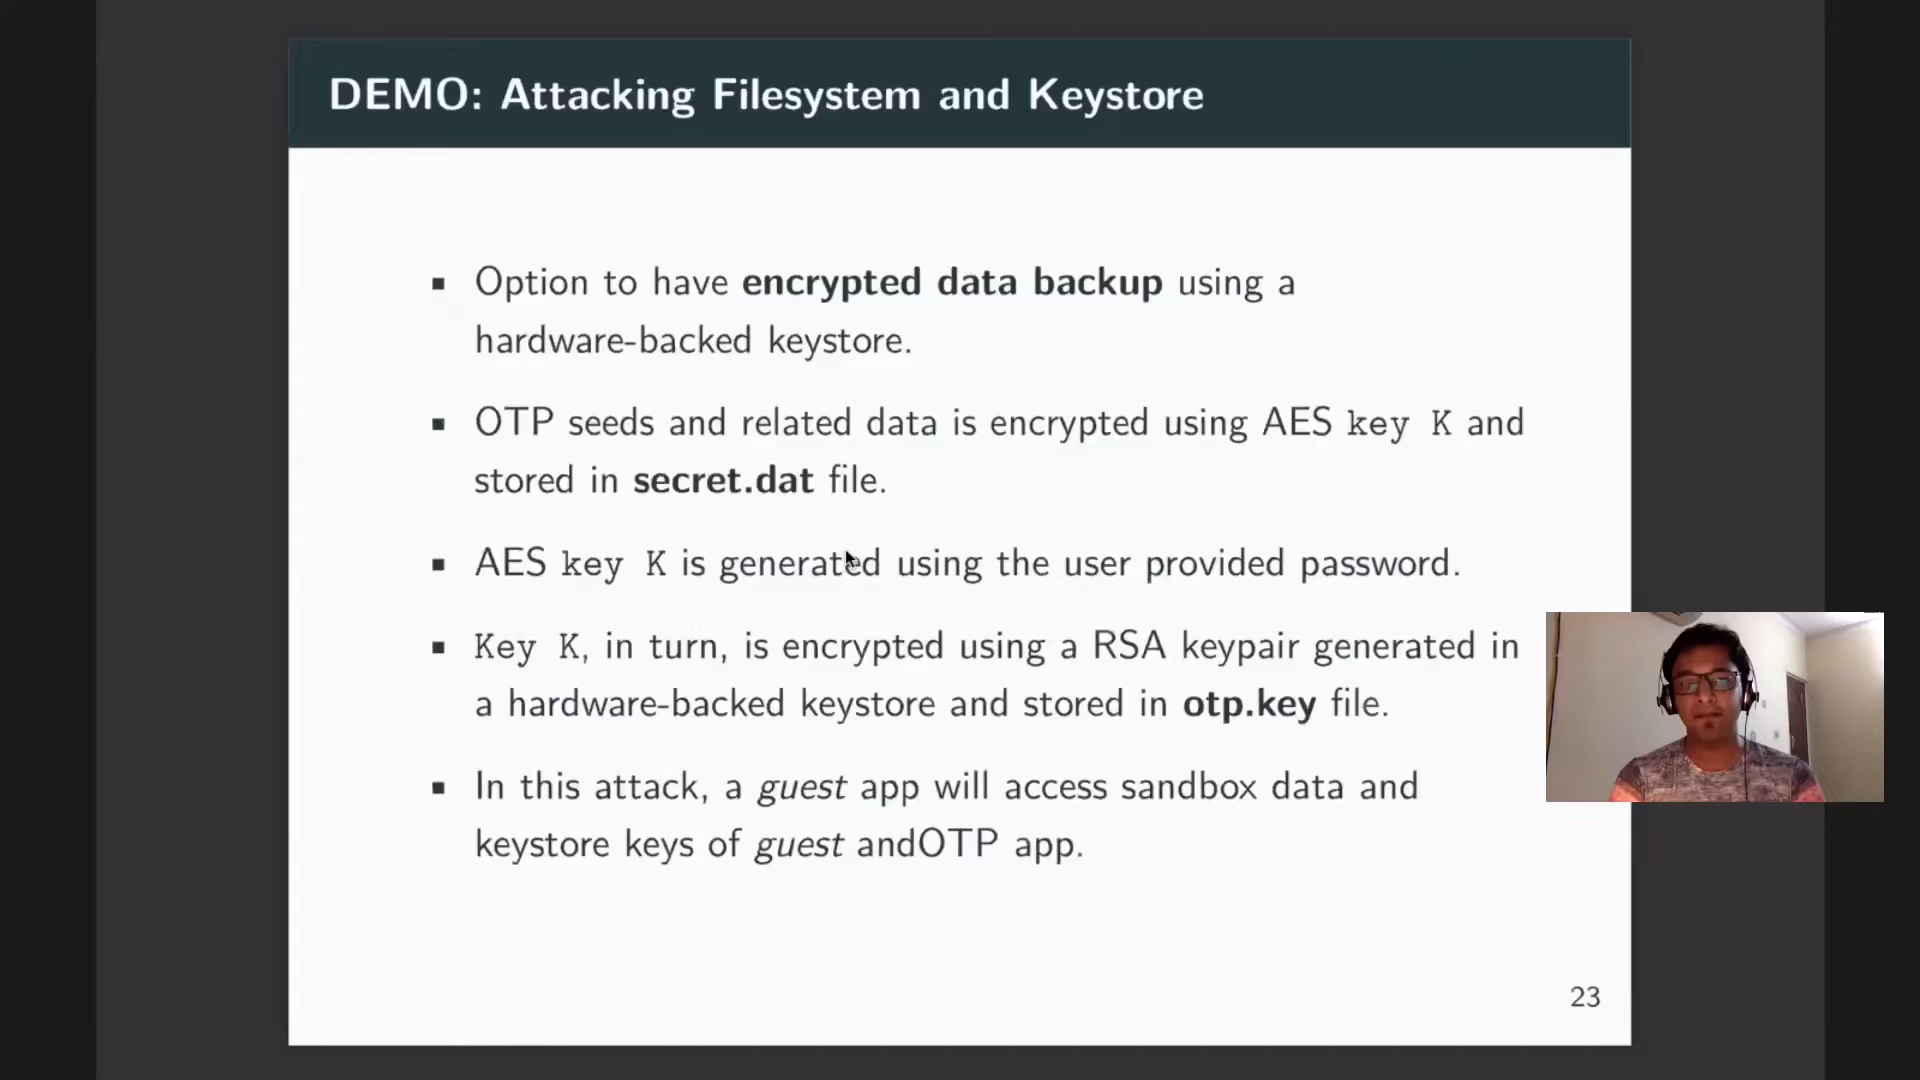 DEMO: Attacking Filesystem and Keystore
▪ Option to have encrypted data backup using a
hardware-backed keystore.
▪ OTP seeds and related data is encrypted using AES key K and
stored in secret.dat file.
▪ AES key K is generated using the user provided password.
▪ Key K, in turn, is encrypted using a RSA keypair generated in
a hardware-backed keystore and stored in otp.key file.
▪ In this attack, a guest app will access sandbox data and
keystore keys of guest andOTP app.
23